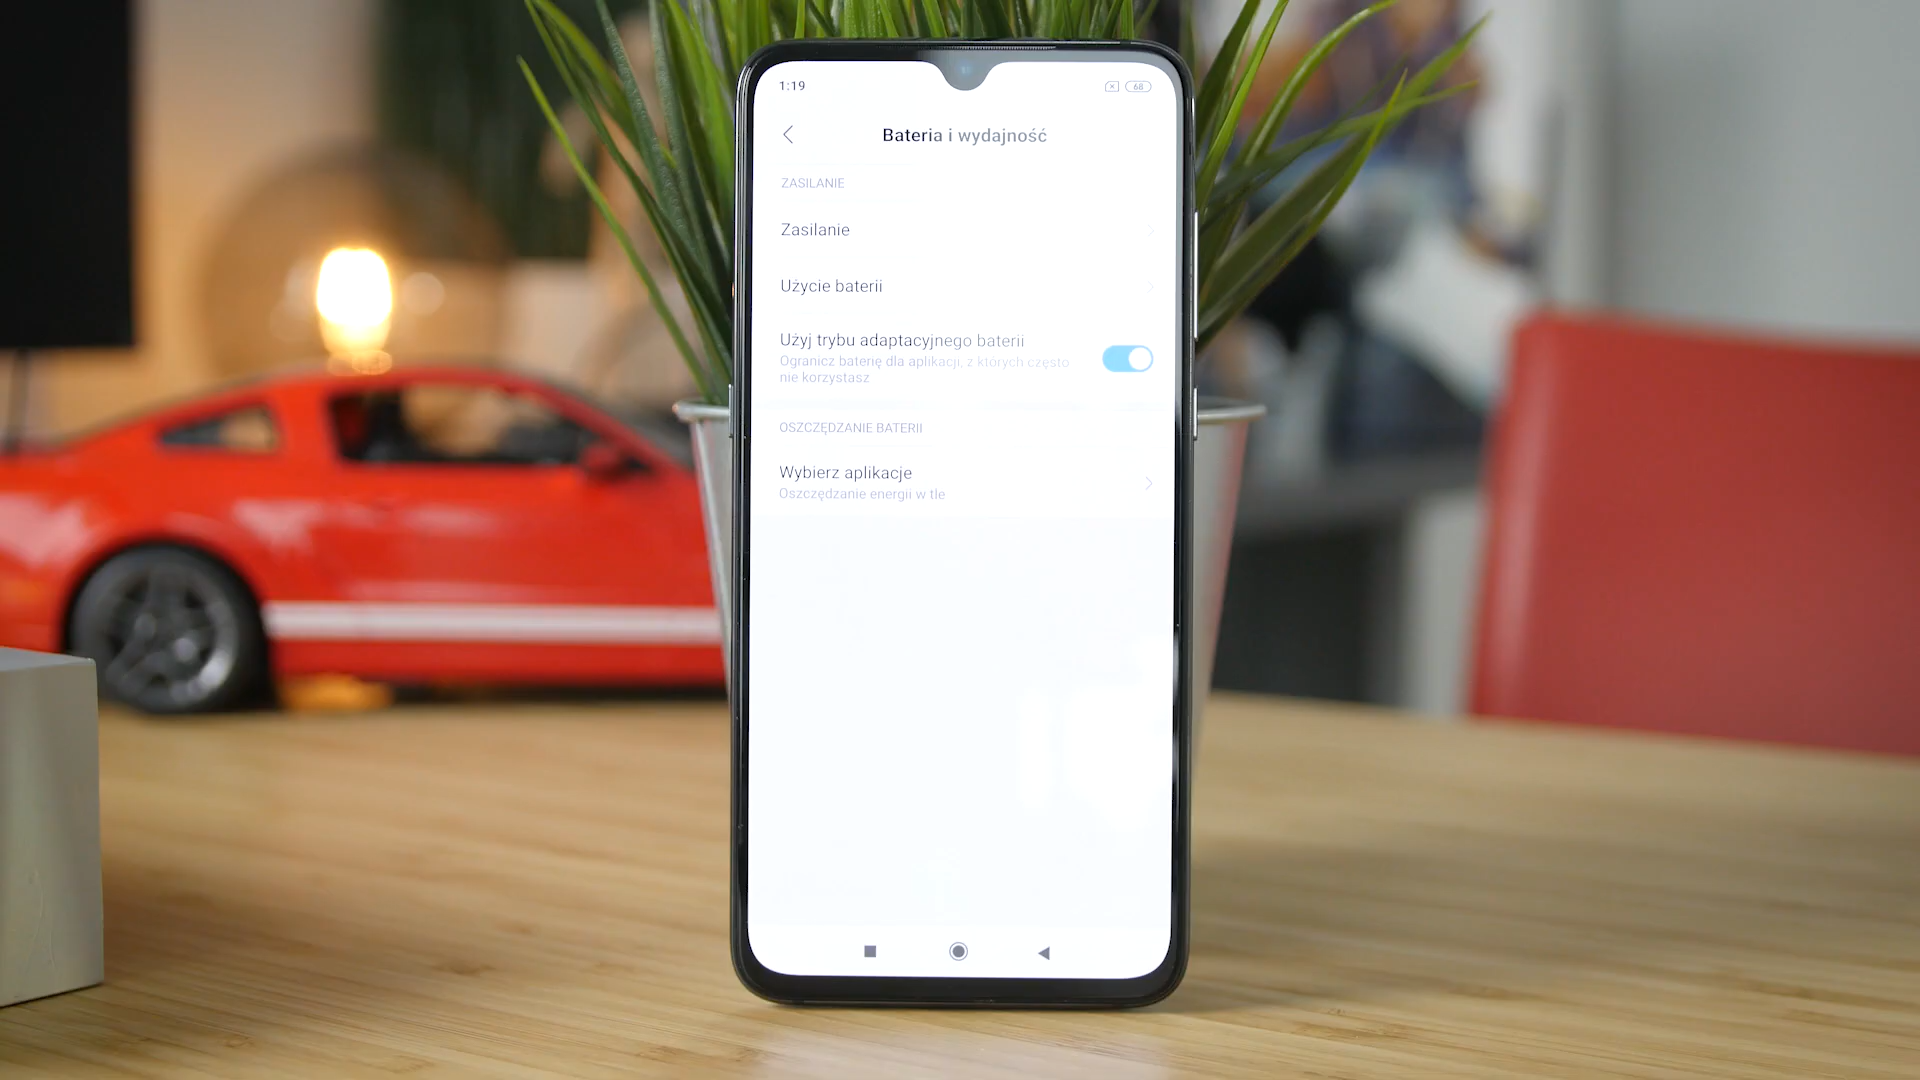 1:19
68
Bateria i wydajność
ZASILANIE
Zasilanie
Użycie baterii
Użyj trybu adaptacyjnego baterii
Ogranicz baterię dla aplikacji, z których często
nie korzystasz
OSZCZĘDZANIE BATERII
Wybierz aplikacje
Oszczędzanie energii w tle